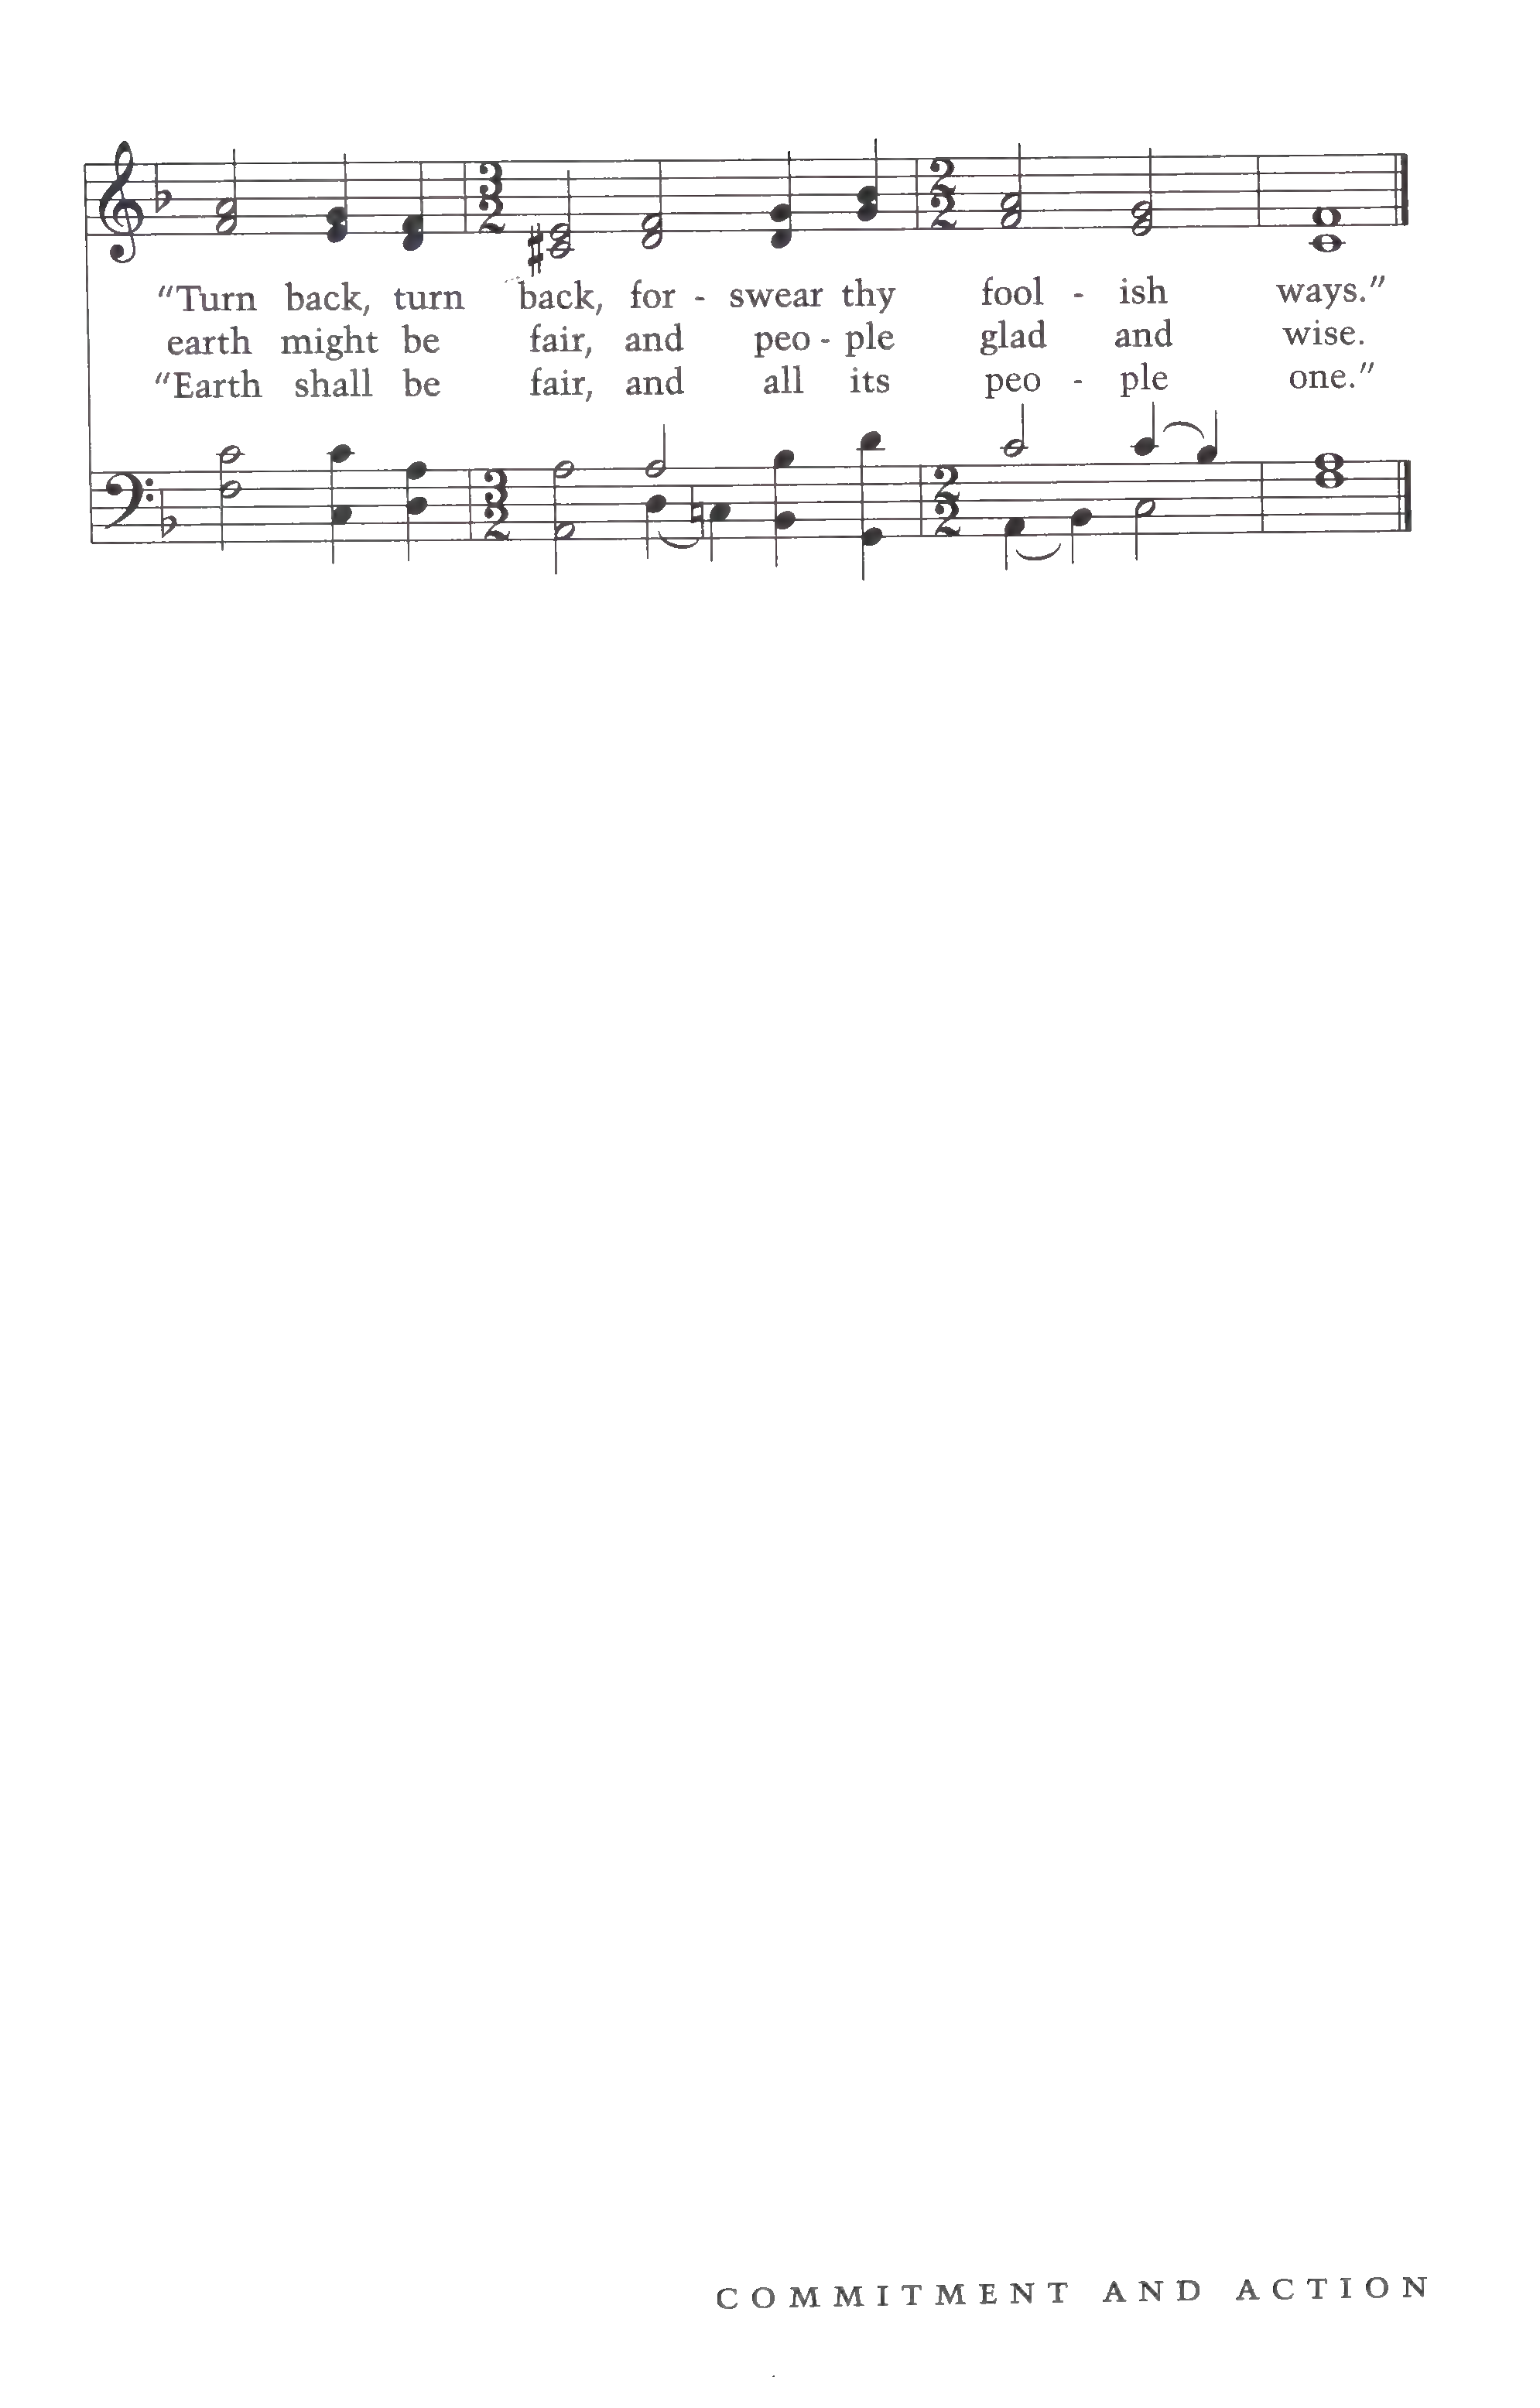 “Turn back, turn back, for - swear thy fool - ish ways.”
earth might be fair, and peo - ple glad and wise.
“Earth shall be fair, and all its peo - ple one.”
COMMITMENT AND ACTION